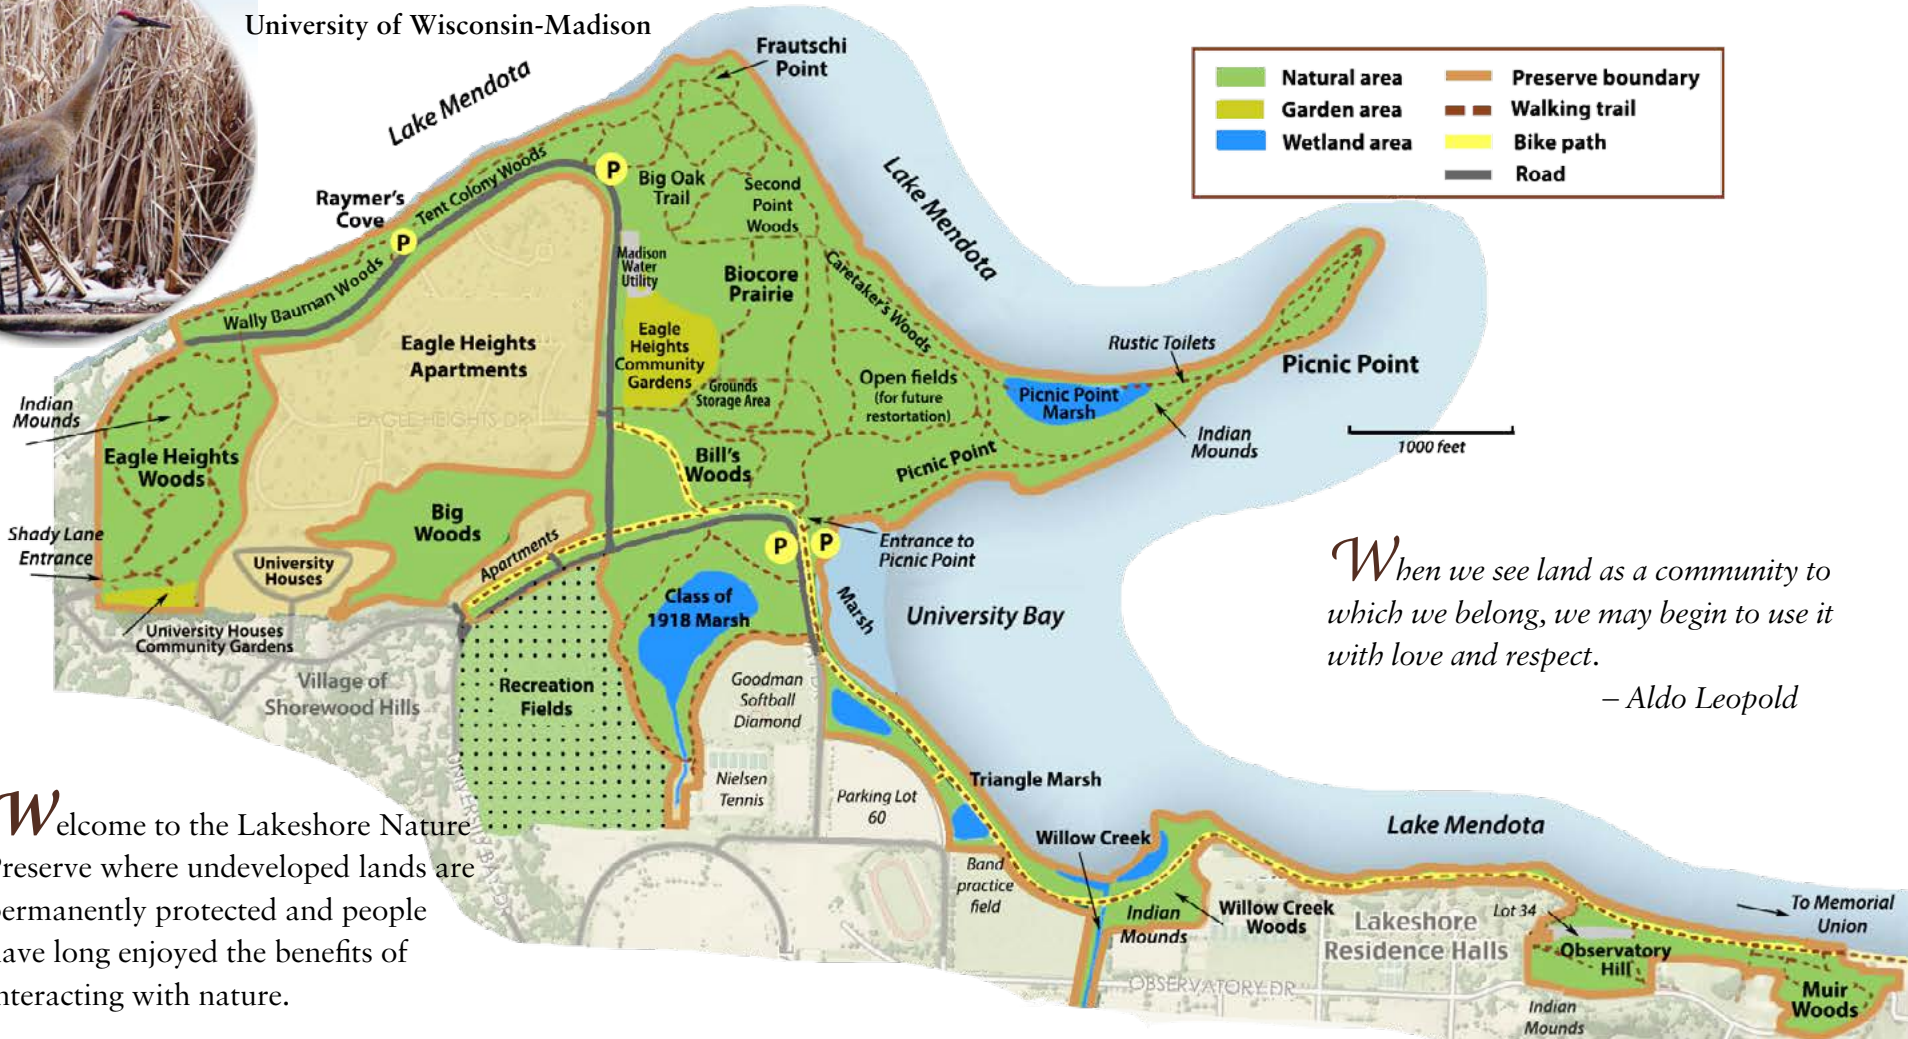 University of Wisconsin-Madison
Frautschi
Point
Lake Mendota
Natural area
Garden area
Wetland area
Preserve boundary
Walking trail
Bike path
Road
Raymer's
Cove
Tent Colony Woods
P
P
Big Oak
Trail
Second
Point
Woods
Lake Mendota
Wally Bauman Woods
Madison
Water
Utility
Biocore
Prairie
Caretaker's Woods
Eagle Heights
Apartments
Eagle
Heights
Community
Gardens
Grounds
Storage Area
Open fields
(for future
restortation)
Rustic Toilets
Picnic Point
Picnic Point
Marsh
Indian
Mounds
1000 feet
Indian
Mounds
EAGLE HEIGHTS DR
Eagle Heights
Woods
Bill's
Woods
Picnic Point
Big
Woods
Shady Lane
Entrance
University
Houses
Apartments
P
P
Entrance to
Picnic Point
Class of
1918 Marsh
Marsh
University Bay
University Houses
Community Gardens
Village of
Shorewood Hills
Recreation
Fields
Goodman
Softball
Diamond
Nielsen
Tennis
Parking Lot
60
Triangle Marsh
Willow Creek
Band
practice
field
Indian
Mounds
Willow Creek
Woods
Lake Mendota
Lakeshore
Residence Halls
Lot 34
Observatory
Hill
To Memorial
Union
OBSERVATORY DR
Indian
Mounds
Muir
Woods
When we see land as a community to
which we belong, we may begin to use it
with love and respect.
– Aldo Leopold
Welcome to the Lakeshore Nature
Preserve where undeveloped lands are
permanently protected and people
have long enjoyed the benefits of
interacting with nature.